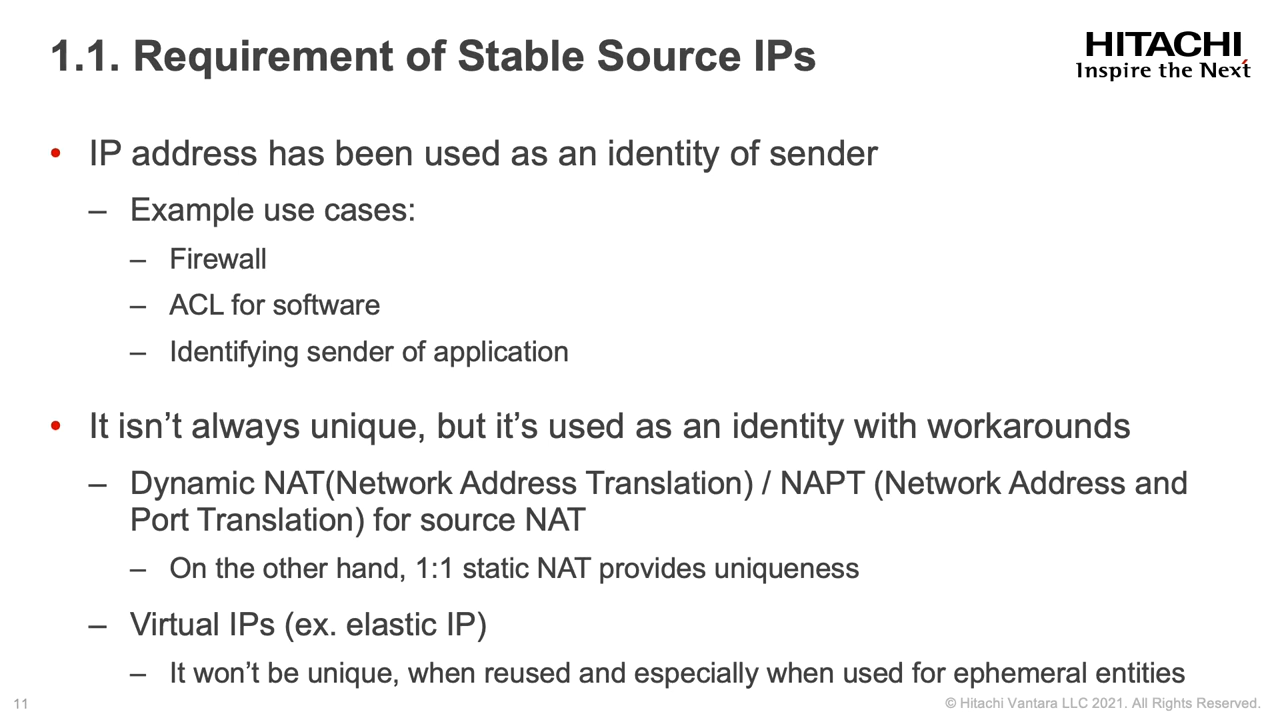 1.1. Requirement of Stable Source IPs
HITACHI
Inspire the Next
• IP address has been used as an identity of sender
– Example use cases:
– Firewall
– ACL for software
– Identifying sender of application
• It isn’t always unique, but it’s used as an identity with workarounds
– Dynamic NAT(Network Address Translation) / NAPT (Network Address and
Port Translation) for source NAT
– On the other hand, 1:1 static NAT provides uniqueness
– Virtual IPs (ex. elastic IP)
– It won’t be unique, when reused and especially when used for ephemeral entities
11
© Hitachi Vantara LLC 2021. All Rights Reserved.